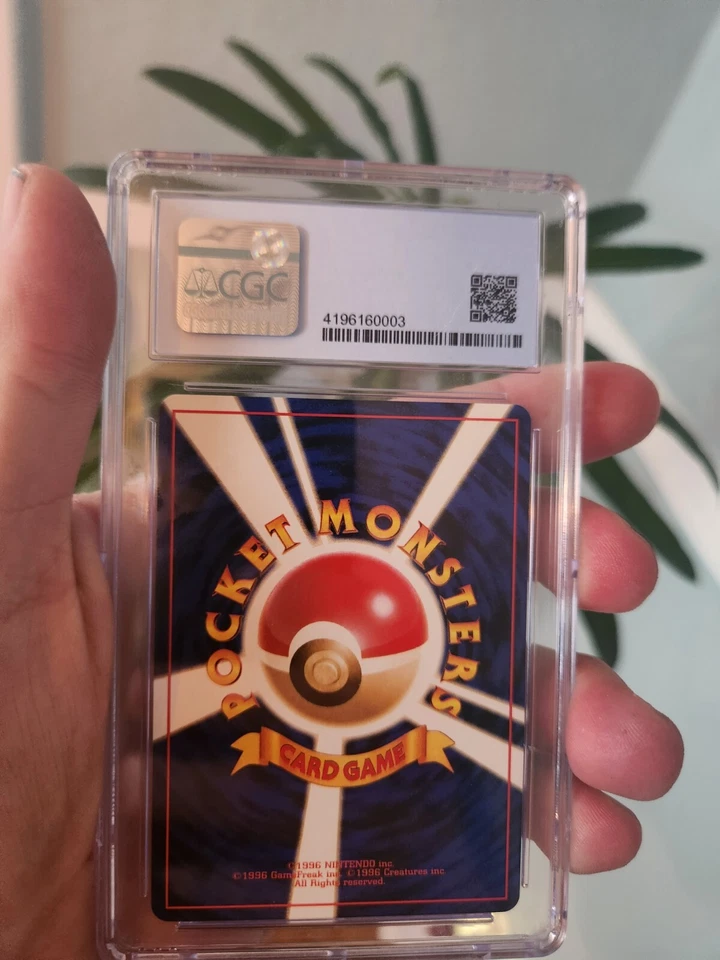 CGC
4196160003
POCKET MONSTERS
CARD GAME
©1996 NINTENDO inc.
©1996 GameFreak inc. ©1996 Creatures inc.
All Rights reserved.